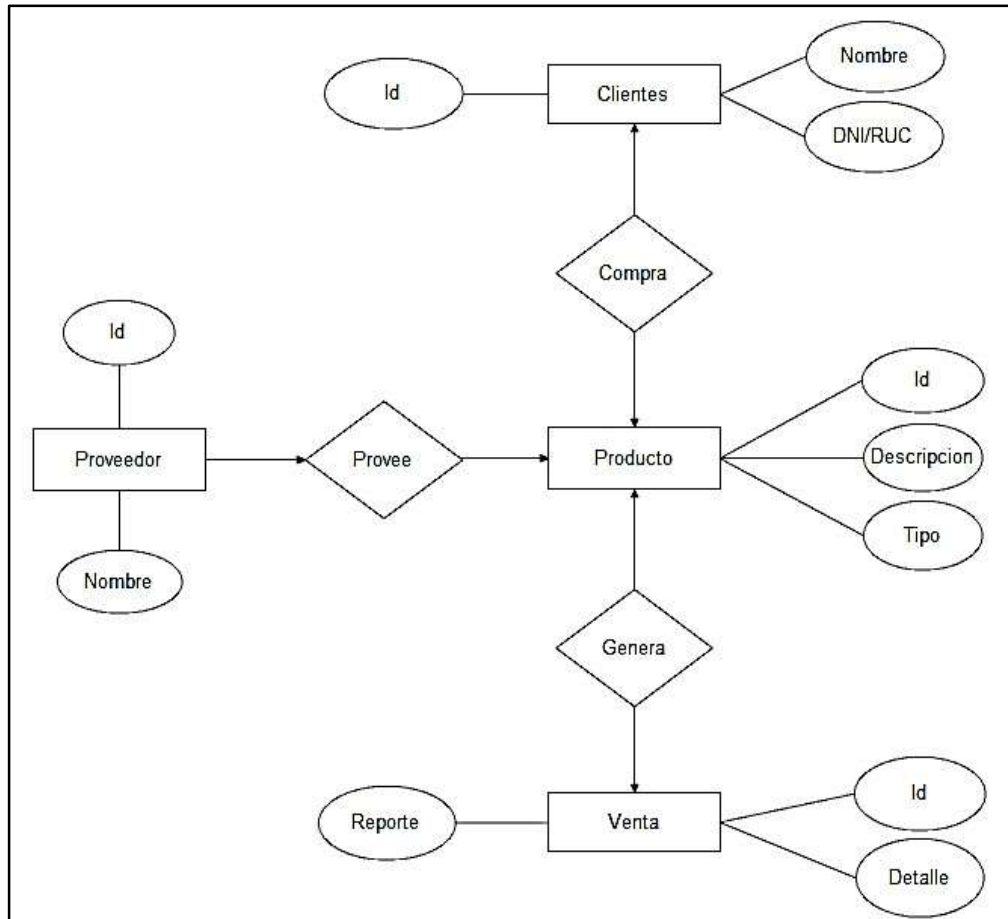 Nombre
Id
Clientes
DNI/RUC
Compra
Id
Id
Descripcion
Proveedor
Provee
Producto
Tipo
Nombre
Genera
Id
Reporte
Venta
Detalle